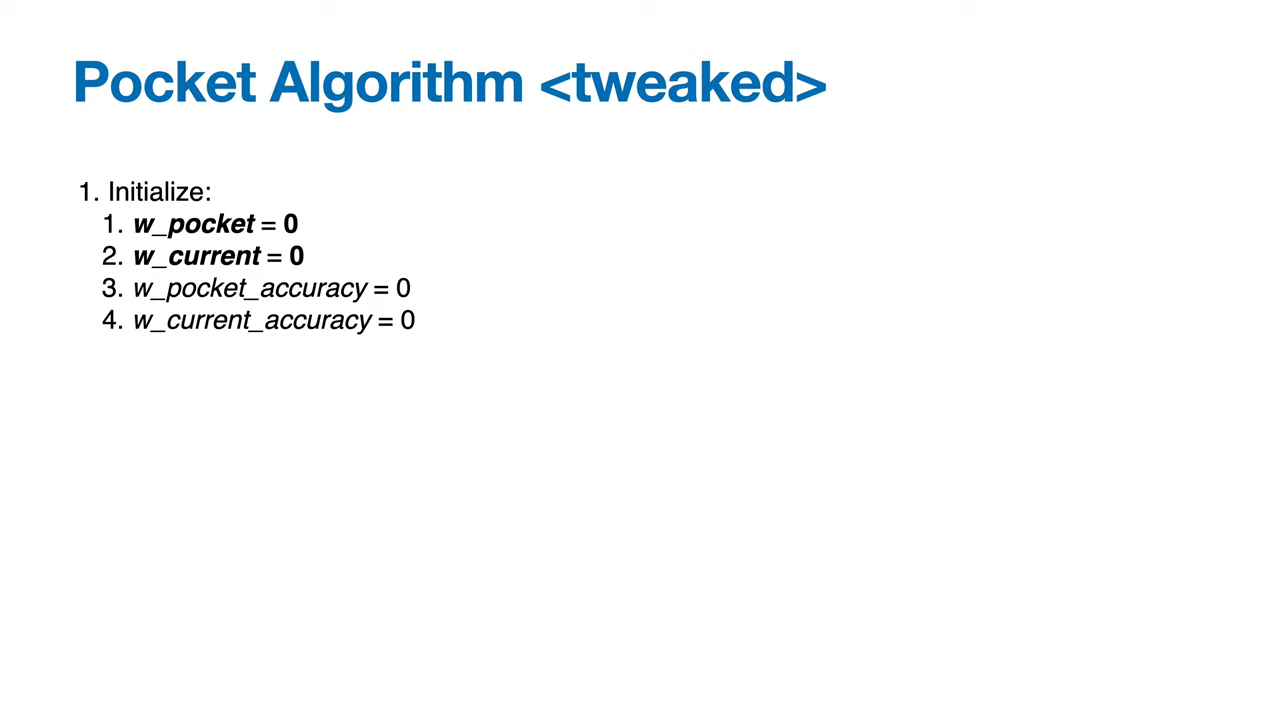 Pocket Algorithm <tweaked>
1. Initialize:
1. w_pocket = 0
2. w_current = 0
3. w_pocket_accuracy = 0
4. w_current_accuracy = 0